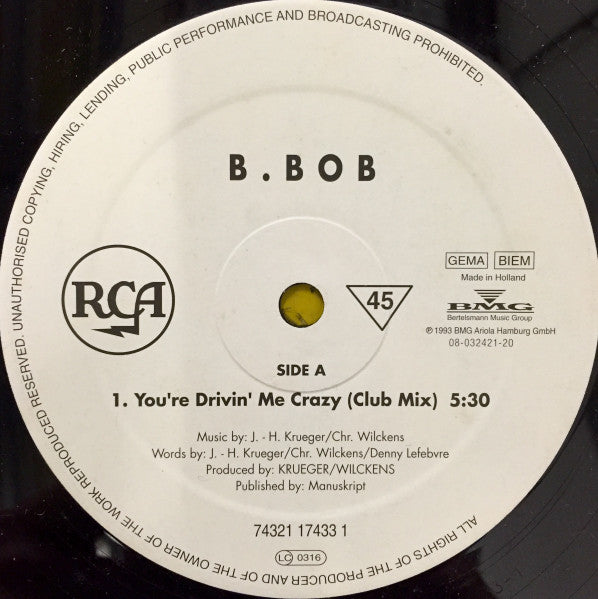 ALL RIGHTS OF THE PRODUCER AND OF THE OWNER OF THE WORK REPRODUCED RESERVED. UNAUTHORISED COPYING, HIRING, LENDING, PUBLIC PERFORMANCE AND BROADCASTING PROHIBITED.
B.BOB
RCA
45
GEMA BIEM
Made in Holland
BMG
Bertelsmann Music Group
℗ 1993 BMG Ariola Hamburg GmbH
08-032421-20
SIDE A
1. You're Drivin' Me Crazy (Club Mix) 5:30
Music by: J. - H. Krueger/Chr. Wilckens
Words by: J. - H. Krueger/Chr. Wilckens/Denny Lefebvre
Produced by: KRUEGER/WILCKENS
Published by: Manuskript
74321 17433 1
LC 0316